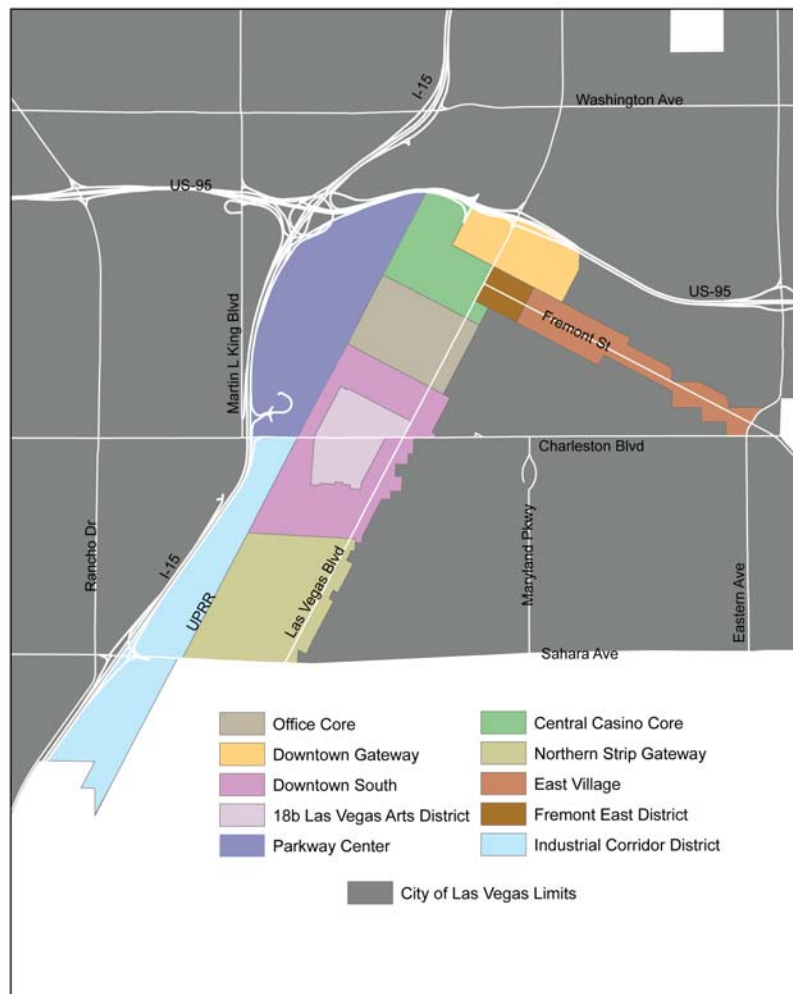 I-15
Washington Ave
US-95
US-95
Fremont St
Martin L King Blvd
Charleston Blvd
Rancho Dr
I-15
UPRR
Las Vegas Blvd
Maryland Pkwy
Eastern Ave
Sahara Ave
Office Core
Downtown Gateway
Downtown South
18b Las Vegas Arts District
Parkway Center
Central Casino Core
Northern Strip Gateway
East Village
Fremont East District
Industrial Corridor District
City of Las Vegas Limits